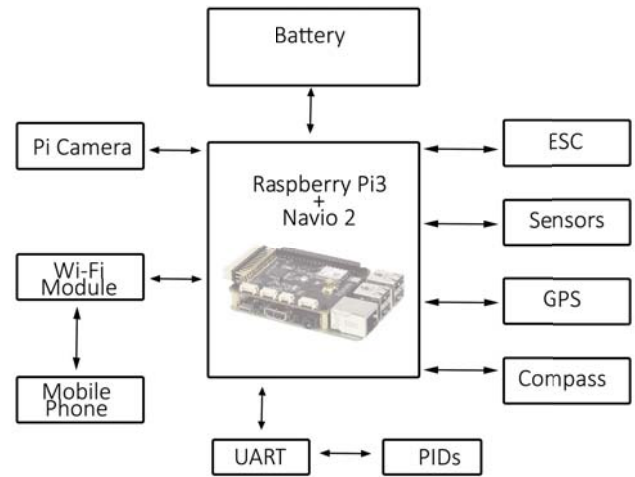 Battery
Pi Camera
ESC
Raspberry Pi3
+
Navio 2
Sensors
Wi-Fi
Module
GPS
Mobile
Phone
Compass
UART
PIDs